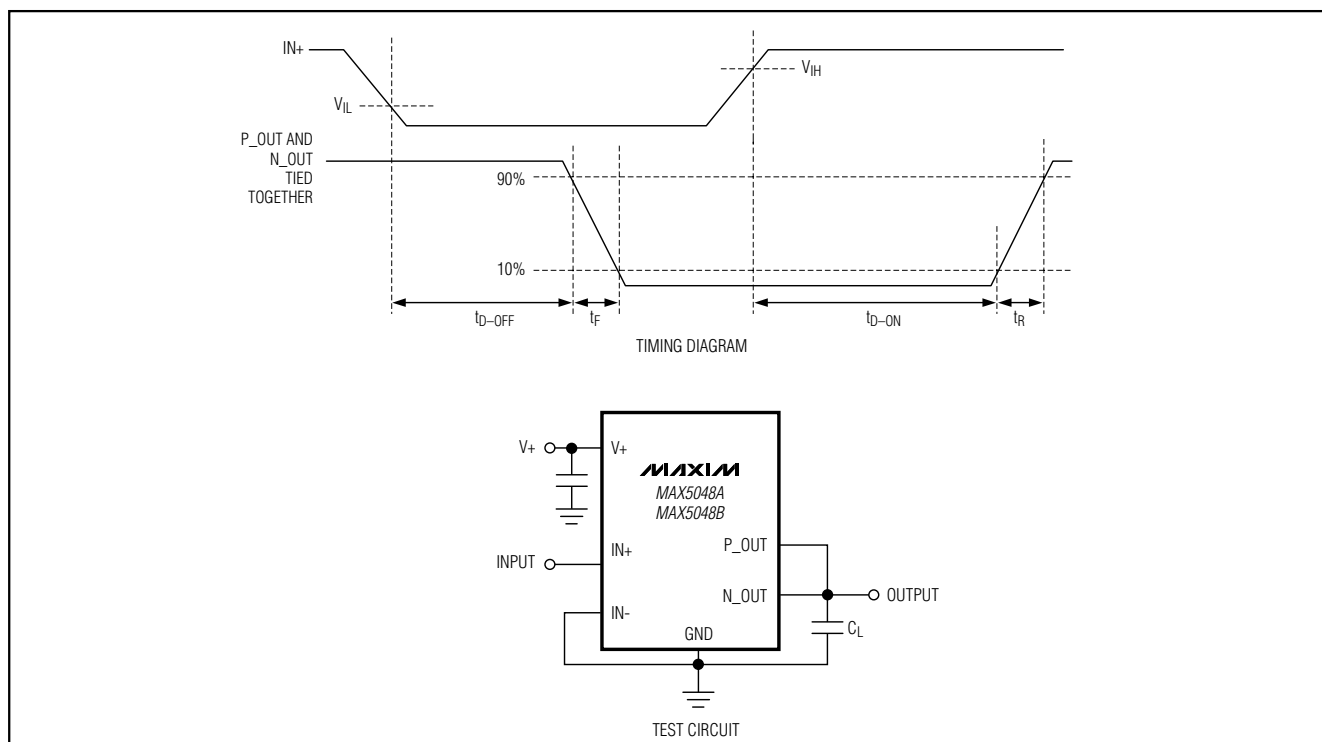 IN+
VIH
VIL
P_OUT AND
N_OUT
TIED
TOGETHER
90%
10%
tD–OFF
tF
tD–ON
tR
TIMING DIAGRAM
V+
V+
MAXIM
MAX5048A
MAX5048B
INPUT
IN+
P_OUT
N_OUT
OUTPUT
IN-
GND
CL
TEST CIRCUIT